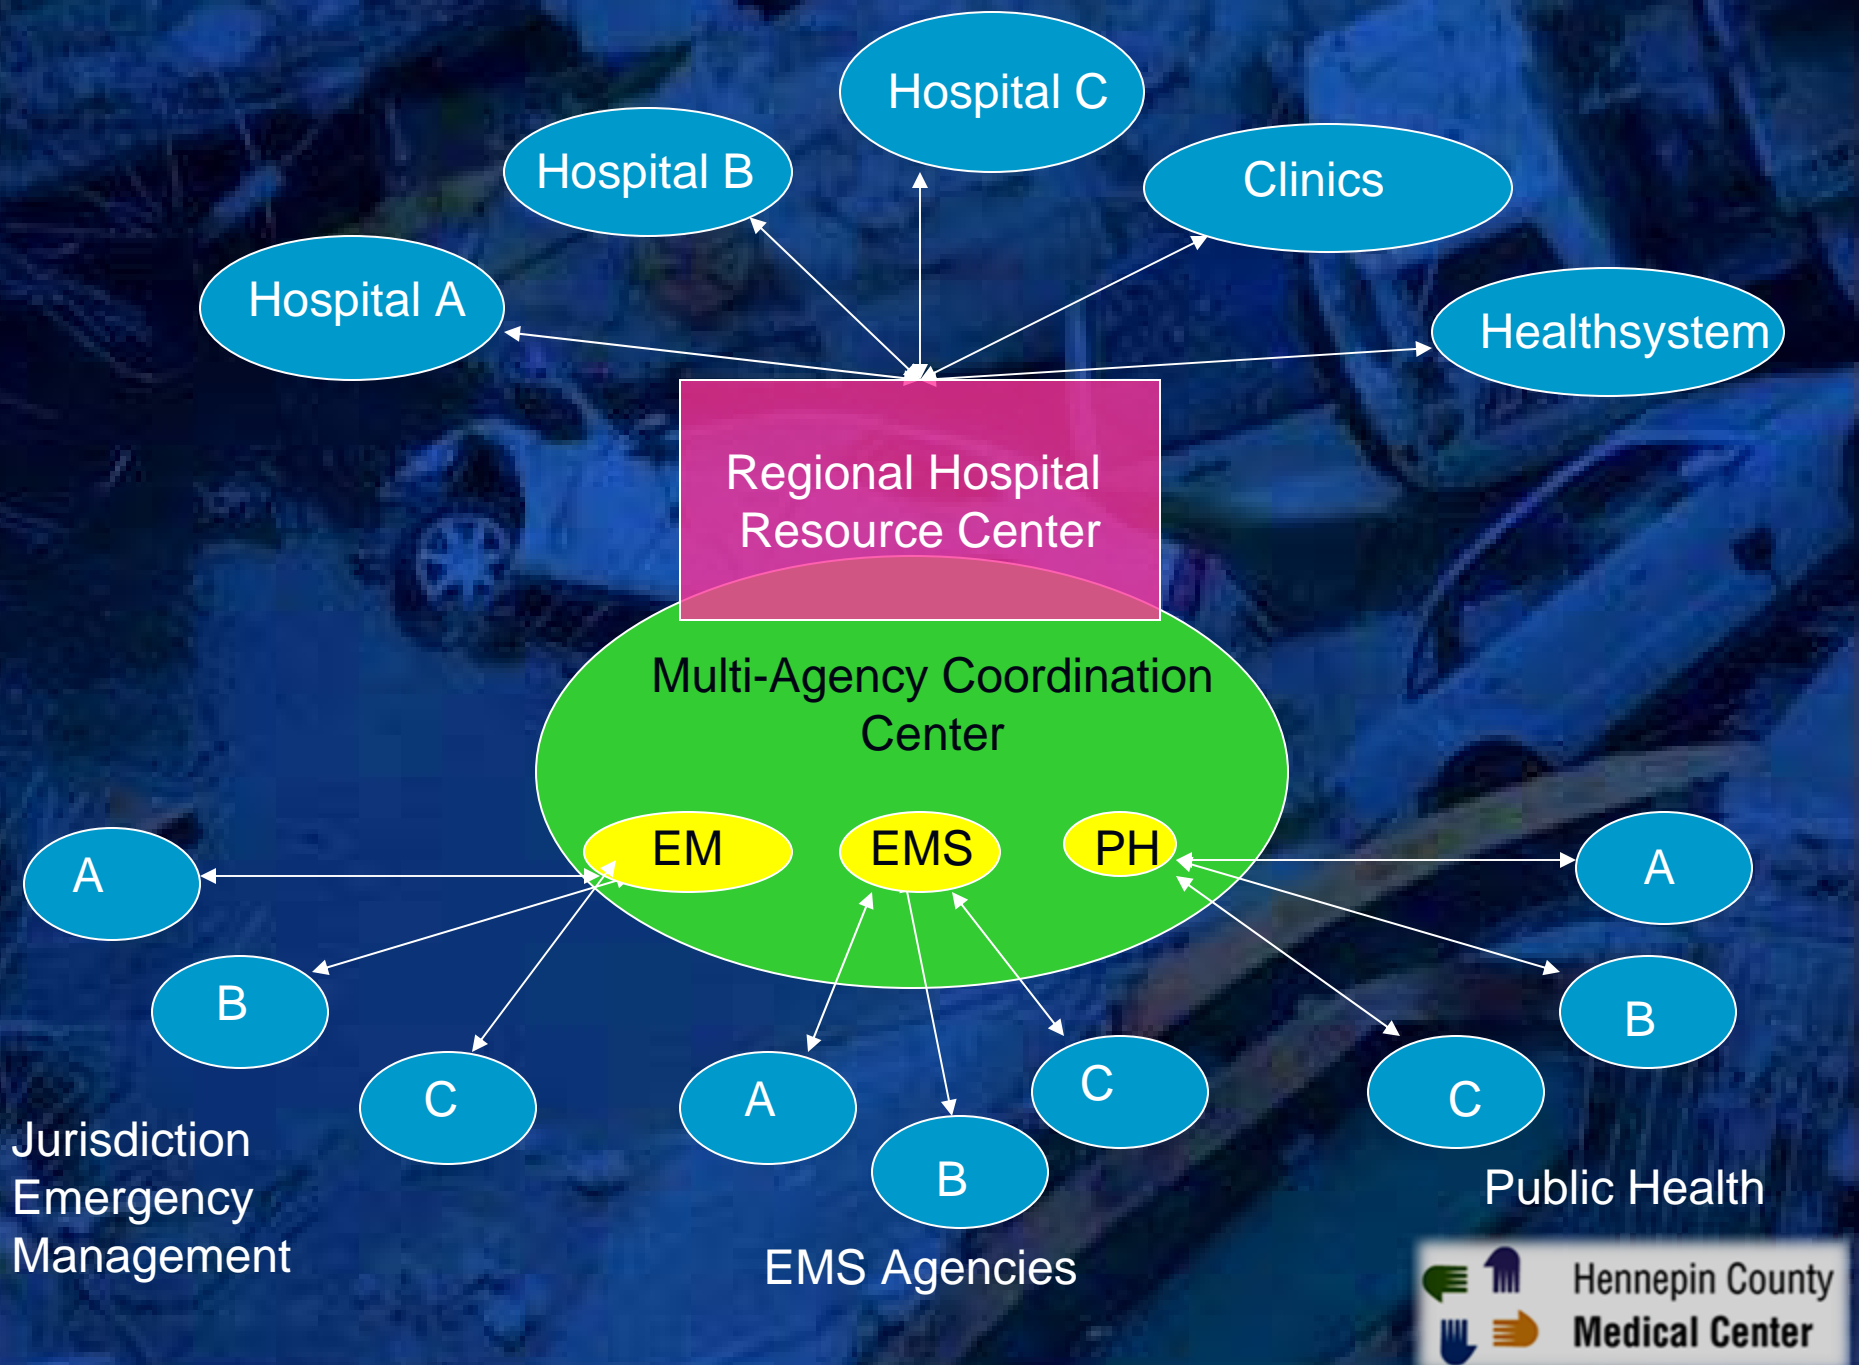 Hospital C
Hospital B
Clinics
Hospital A
Healthsystem
Regional Hospital
Resource Center
Multi-Agency Coordination
Center
EM
EMS
PH
A
B
C
A
B
C
A
B
C
Jurisdiction
Emergency
Management
EMS Agencies
Public Health
Hennepin County
Medical Center